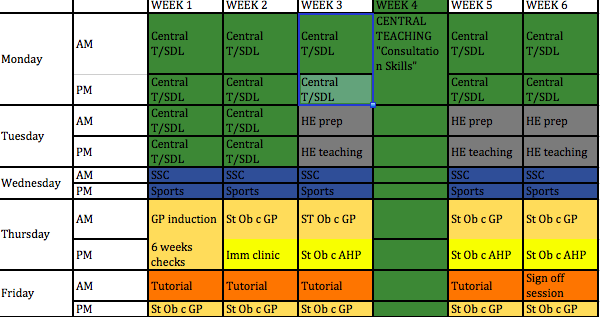 WEEK 1 WEEK 2 WEEK 3 WEEK 4 WEEK 5 WEEK 6
Monday AM Central T/SDL Central T/SDL Central T/SDL CENTRAL TEACHING "Consultatio n Skills" Central T/SDL Central T/SDL
PM Central T/SDL Central T/SDL Central T/SDL Central T/SDL Central T/SDL
Tuesday AM Central T/SDL Central T/SDL HE prep HE prep HE prep
PM Central T/SDL Central T/SDL HE teaching HE teaching HE teaching
Wednesday AM SSC SSC SSC SSC SSC
PM Sports Sports Sports Sports Sports
Thursday AM GP induction St Ob c GP ST Ob c GP St Ob c GP St Ob c GP
PM 6 weeks checks Imm clinic St Ob c AHP St Ob c AHP St Ob c AHP
Friday AM Tutorial Tutorial Tutorial Tutorial Sign off session
PM St Ob c GP St Ob c GP St Ob c GP St Ob c GP St Ob c GP